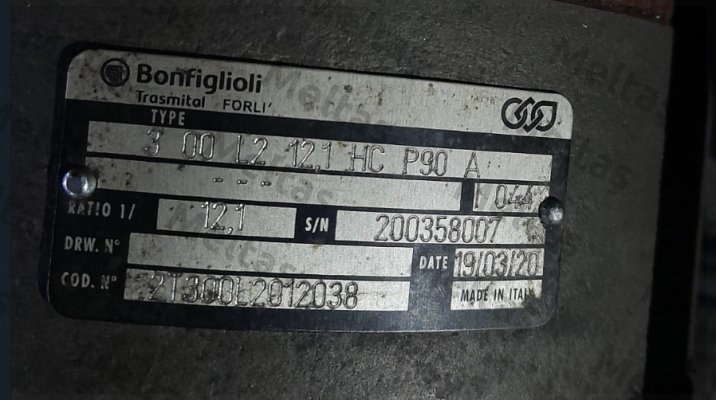 Bonfiglioli
Trasmital FORLI'
TYPE
3 00 L2 12,1 HC P90 A
--- 044
RATIO 1/ 12,1 S/N 200358007
DRW. N° DATE 19/03/20
COD. N° 2T300L2012038 MADE IN ITALY
Meltas